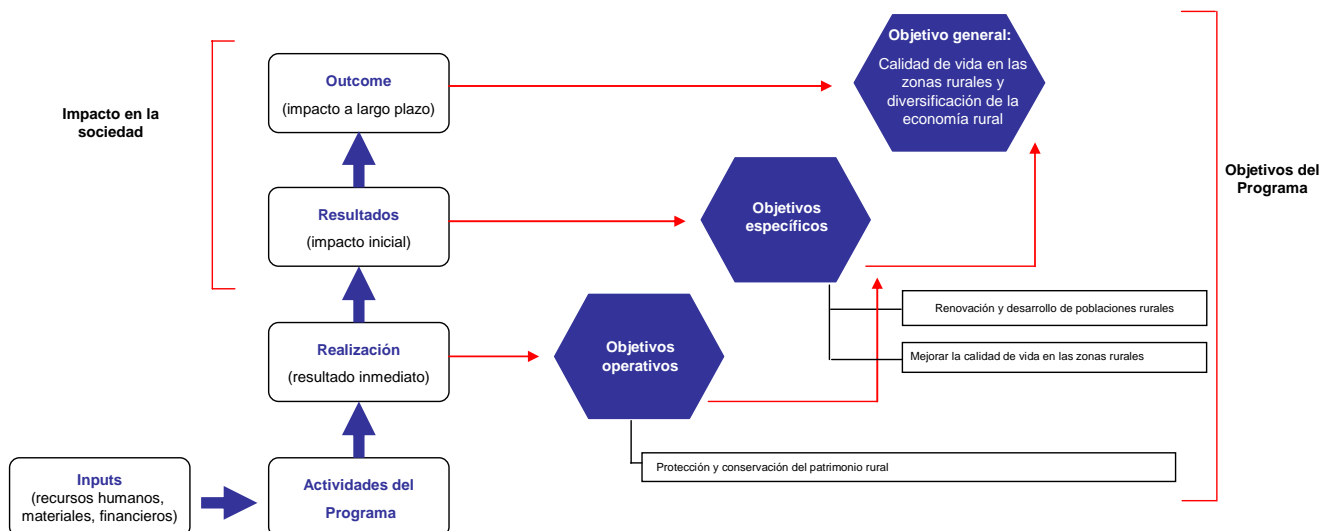 Objetivo general:
Calidad de vida en las
zonas rurales y
diversificación de la
economía rural
Outcome
(impacto a largo plazo)
Impacto en la
sociedad
Objetivos del
Programa
Resultados
(impacto inicial)
Objetivos
específicos
Renovación y desarrollo de poblaciones rurales
Realización
(resultado inmediato)
Objetivos
operativos
Mejorar la calidad de vida en las zonas rurales
Protección y conservación del patrimonio rural
Inputs
(recursos humanos,
materiales, financieros)
Actividades del
Programa